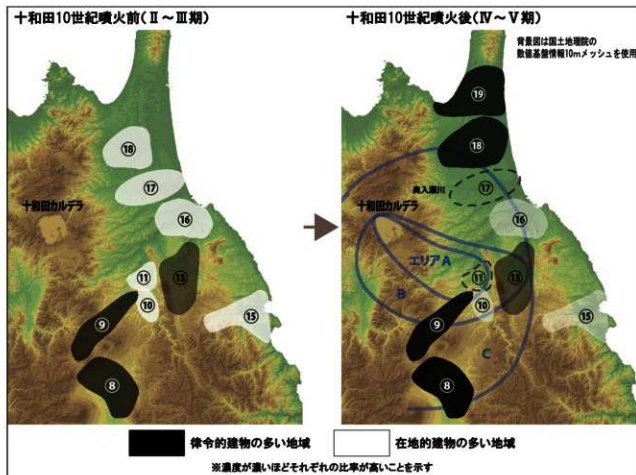 十和田10世紀噴火前(Ⅱ～Ⅲ期)
⑱
⑰
十和田カルデラ
⑯
⑪
⑬
⑩
⑨
⑮
⑧
十和田10世紀噴火後(Ⅳ～Ⅴ期)
背景図は国土地理院の
数値基盤情報10mメッシュを使用
⑲
⑱
奥入瀬川
⑰
十和田カルデラ
⑯
エリアA
⑪
⑬
B
⑩
⑨
⑮
C
⑧
律令的建物の多い地域
在地的建物の多い地域
※濃度が濃いほどそれぞれの比率が高いことを示す